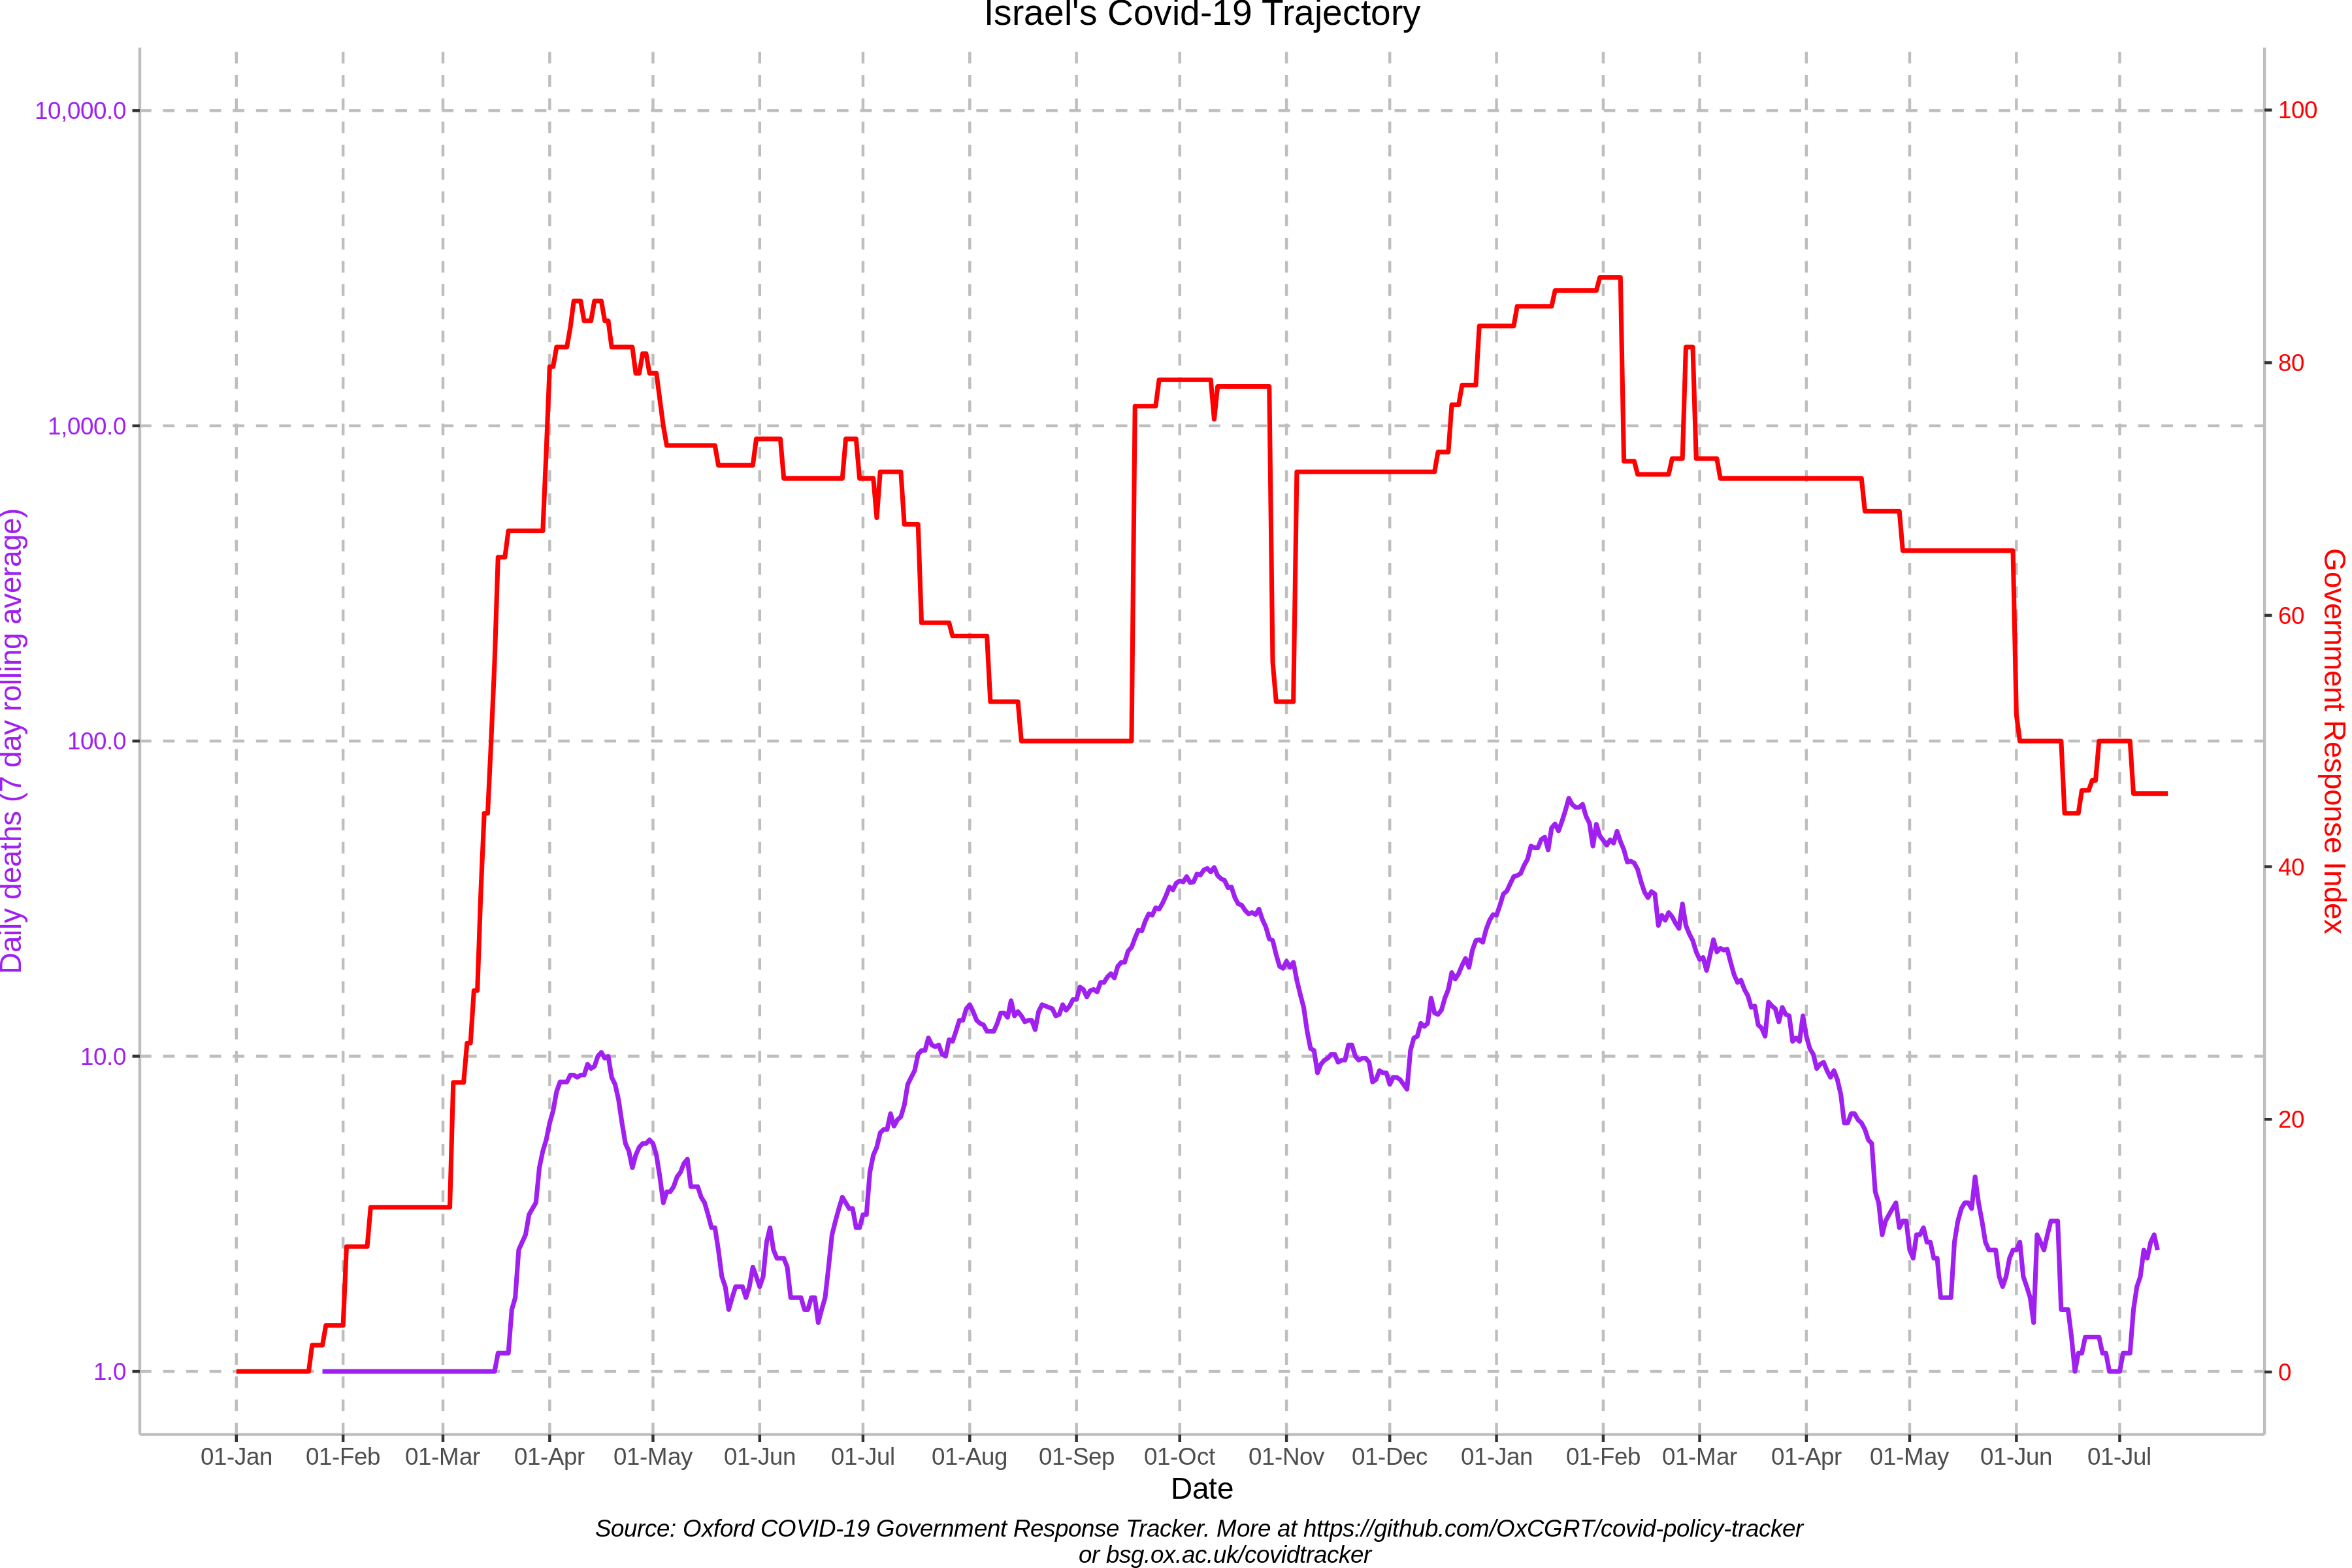 Israel's Covid-19 Trajectory
10,000.0
1,000.0
100.0
10.0
1.0
Daily deaths (7 day rolling average)
100
80
60
40
20
0
Government Response Index
01-Jan 01-Feb 01-Mar 01-Apr 01-May 01-Jun 01-Jul 01-Aug 01-Sep 01-Oct 01-Nov 01-Dec 01-Jan 01-Feb 01-Mar 01-Apr 01-May 01-Jun 01-Jul
Date
Source: Oxford COVID-19 Government Response Tracker. More at https://github.com/OxCGRT/covid-policy-tracker
or bsg.ox.ac.uk/covidtracker